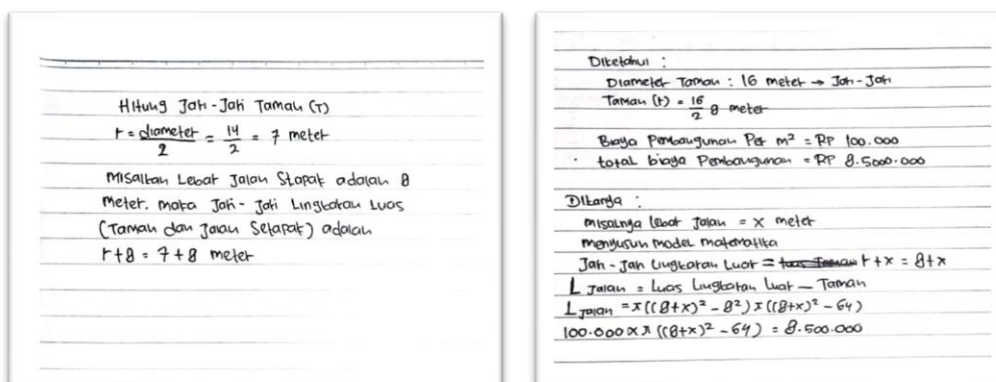 Hitung Jari-Jari Taman (r)
r = diameter/2 = 14/2 = 7 meter
Misalkan Lebar Jalan Stapak adalah 8
meter. maka Jari-Jari Lingkaran Luas
(Taman dan Jalan Setapak) adalah
r+8 = 7+8 meter
Diketahui :
Diameter Taman : 16 meter → Jari-Jari
Taman (r) = 16/2 8 meter
Biaya Pembangunan Per m² = RP 100.000
total biaya Pembangunan = RP 8.5000.000
Ditanya :
misalnya lebar Jalan = x meter
menyusun model matematika
Jari-Jari Lingkaran Luar = r+x = 8+x
L Jalan = Luas Lingkaran Luar – Taman
L Jalan = π((8+x)² - 8²) π((8+x)² - 64)
100.000 × π ((8+x)² - 64) = 8.500.000